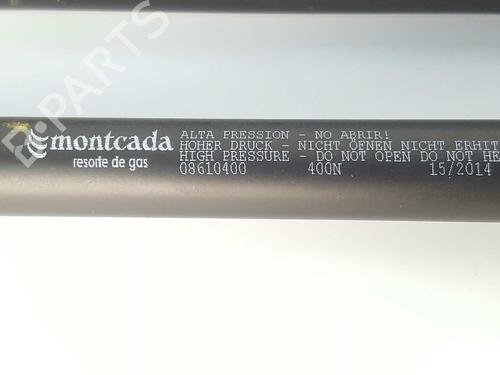 montcada
resorte de gas
ALTA PRESSION - NO ABRIR!
HOHER DRUCK - NICHT OFNEN NICHT ERHIT
HIGH PRESSURE - DO NOT OPEN DO NOT HE
08610400 400N 15/2014
B-PARTS